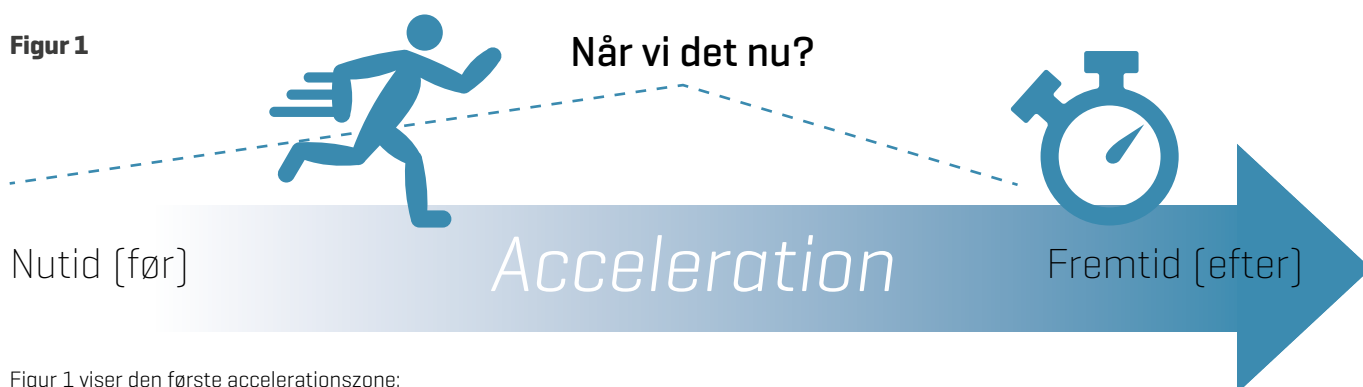 Figur 1
Når vi det nu?
Nutid (før)
Acceleration
Fremtid (efter)
Figur 1 viser den første accelerationszone: